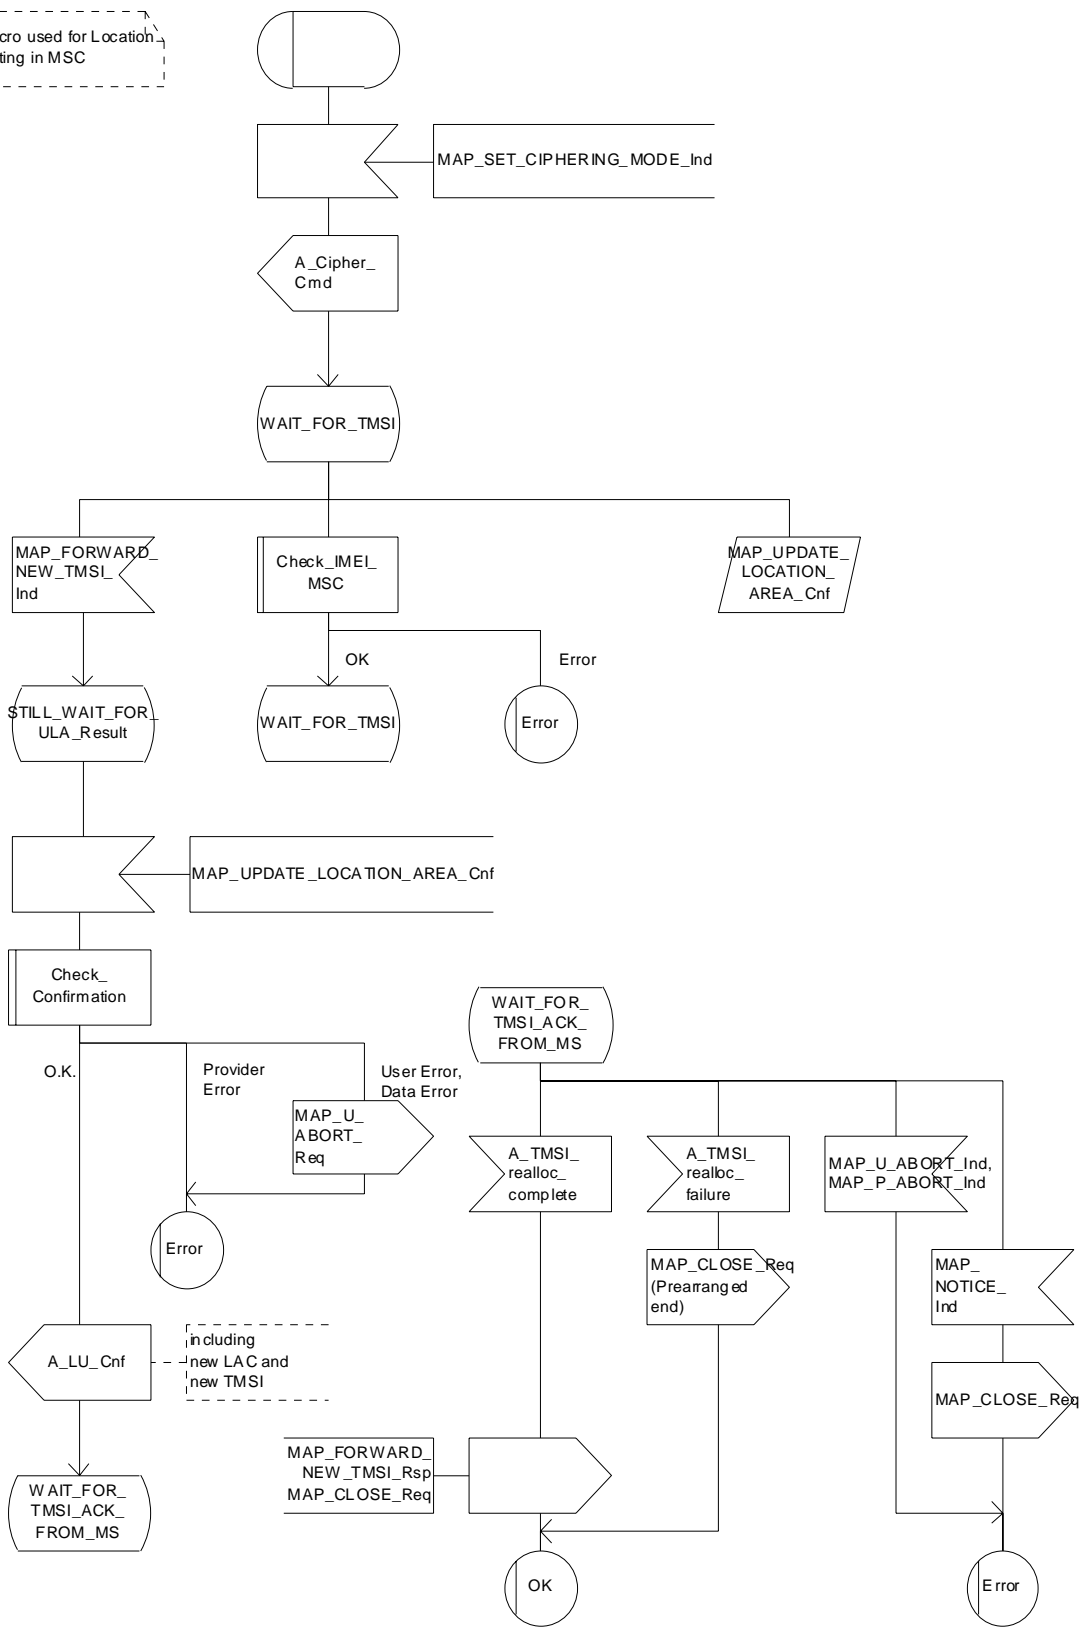 cro used for Location
ting in MSC
MAP_SET_CIPHERING_MODE_Ind
A_Cipher_
Cmd
WAIT_FOR_TMSI
MAP_FORWARD_
NEW_TMSI_
Ind
Check_IMEI_
MSC
MAP_UPDATE_
LOCATION_
AREA_Cnf
OK
Error
STILL_WAIT_FOR_
ULA_Result
WAIT_FOR_TMSI
Error
MAP_UPDATE_LOCATION_AREA_Cnf
Check_
Confirmation
O.K.
Provider
Error
User Error,
Data Error
MAP_U_
ABORT_
Req
Error
A_LU_Cnf
including
new LAC and
new TMSI
WAIT_FOR_
TMSI_ACK_
FROM_MS
WAIT_FOR_
TMSI_ACK_
FROM_MS
A_TMSI_
realloc_
complete
A_TMSI_
realloc_
failure
MAP_U_ABORT_Ind,
MAP_P_ABORT_Ind
MAP_CLOSE_Req
(Prearranged
end)
MAP_
NOTICE_
Ind
MAP_CLOSE_Req
MAP_FORWARD_
NEW_TMSI_Rsp
MAP_CLOSE_Req
OK
Error